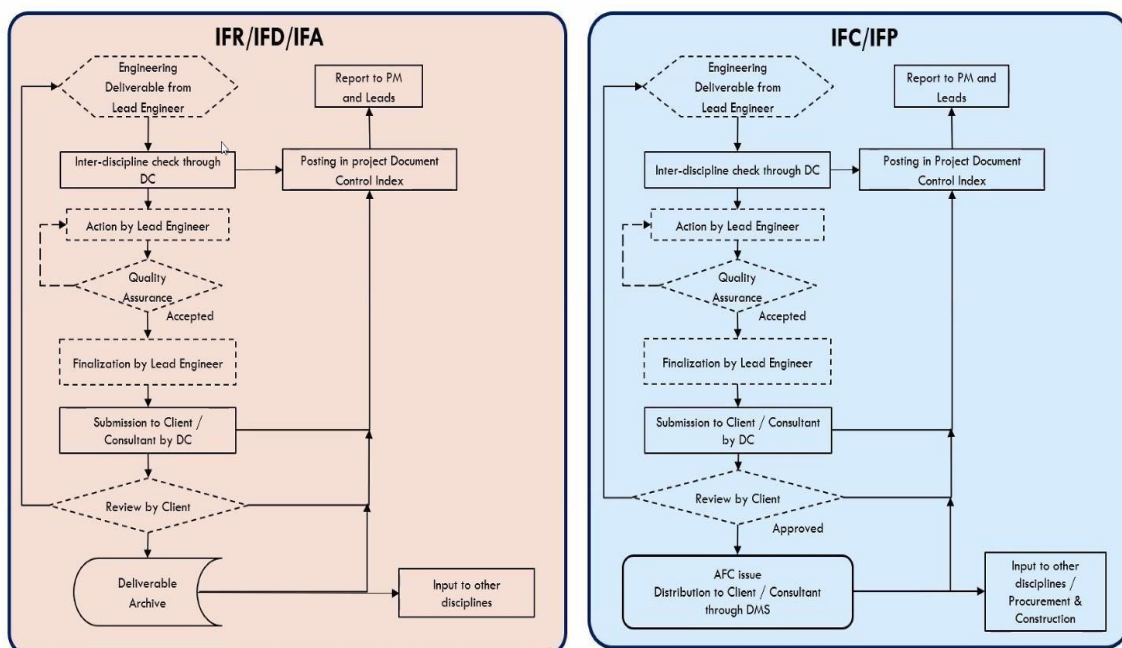 IFR/IFD/IFA
Engineering
Deliverable from
Lead Engineer
Report to PM
and Leads
Inter-discipline check through
DC
Posting in project Document
Control Index
Action by Lead Engineer
Quality
Assurance
Accepted
Finalization by Lead Engineer
Submission to Client /
Consultant by DC
Review by Client
Deliverable
Archive
Input to other
disciplines
IFC/IFP
Engineering
Deliverable from
Lead Engineer
Report to PM and
Leads
Inter-discipline check through DC
Posting in Project Document
Control Index
Action by Lead Engineer
Quality
Assurance
Accepted
Finalization by Lead Engineer
Submission to Client / Consultant
by DC
Review by Client
Approved
AFC issue
Distribution to Client / Consultant
through DMS
Input to other
disciplines /
Procurement &
Construction